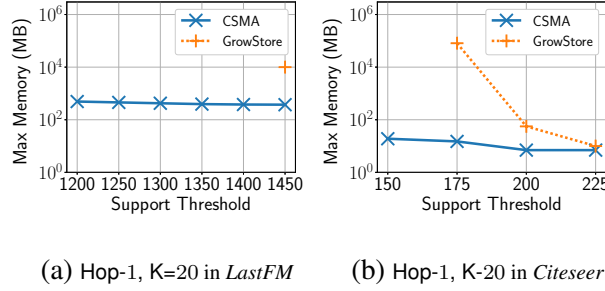 Max Memory (MB)
10^6
10^4
10^2
10^0
CSMA
GrowStore
1200 1250 1300 1350 1400 1450
Support Threshold
(a) Hop-1, K=20 in LastFM
Max Memory (MB)
10^6
10^4
10^2
10^0
CSMA
GrowStore
150 175 200 225
Support Threshold
(b) Hop-1, K-20 in Citeseer